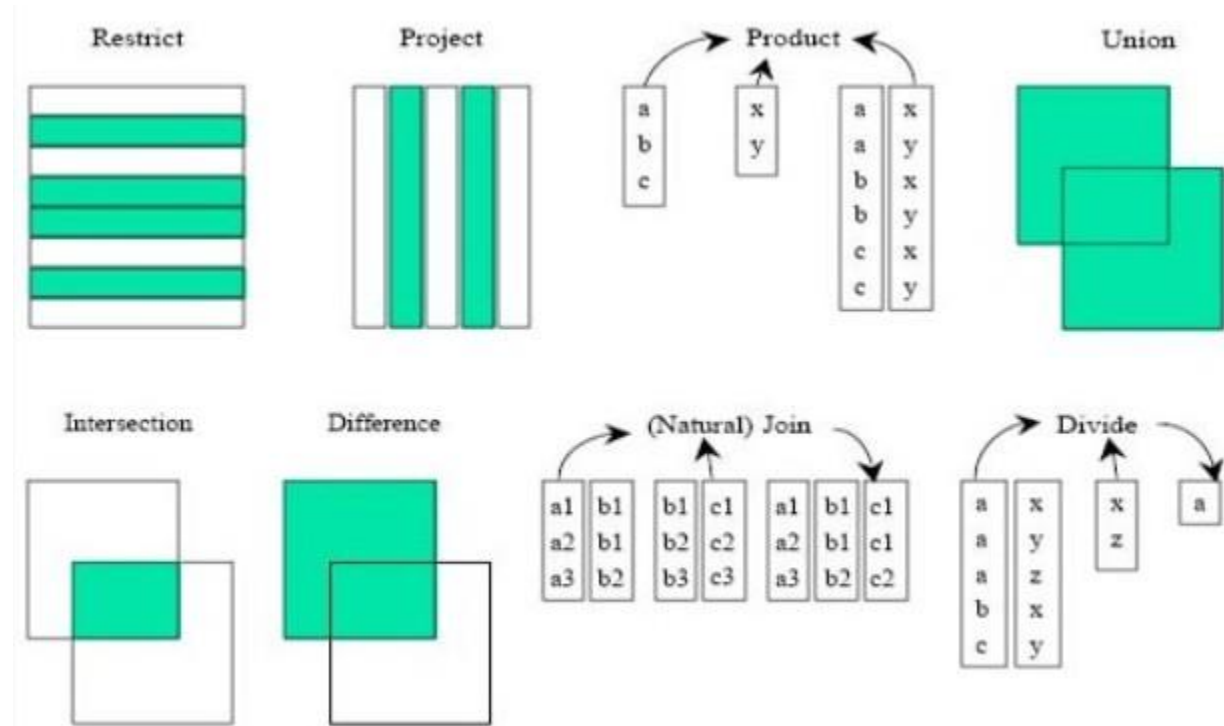 Restrict
Project
Product
Union
a
b
c
x
y
a x
a y
b x
b y
c x
c y
Intersection
Difference
(Natural) Join
Divide
a1 b1
a2 b1
a3 b2
b1 c1
b2 c2
b3 c3
a1 b1 c1
a2 b1 c1
a3 b2 c2
a x
a y
a z
b x
c y
x
z
a